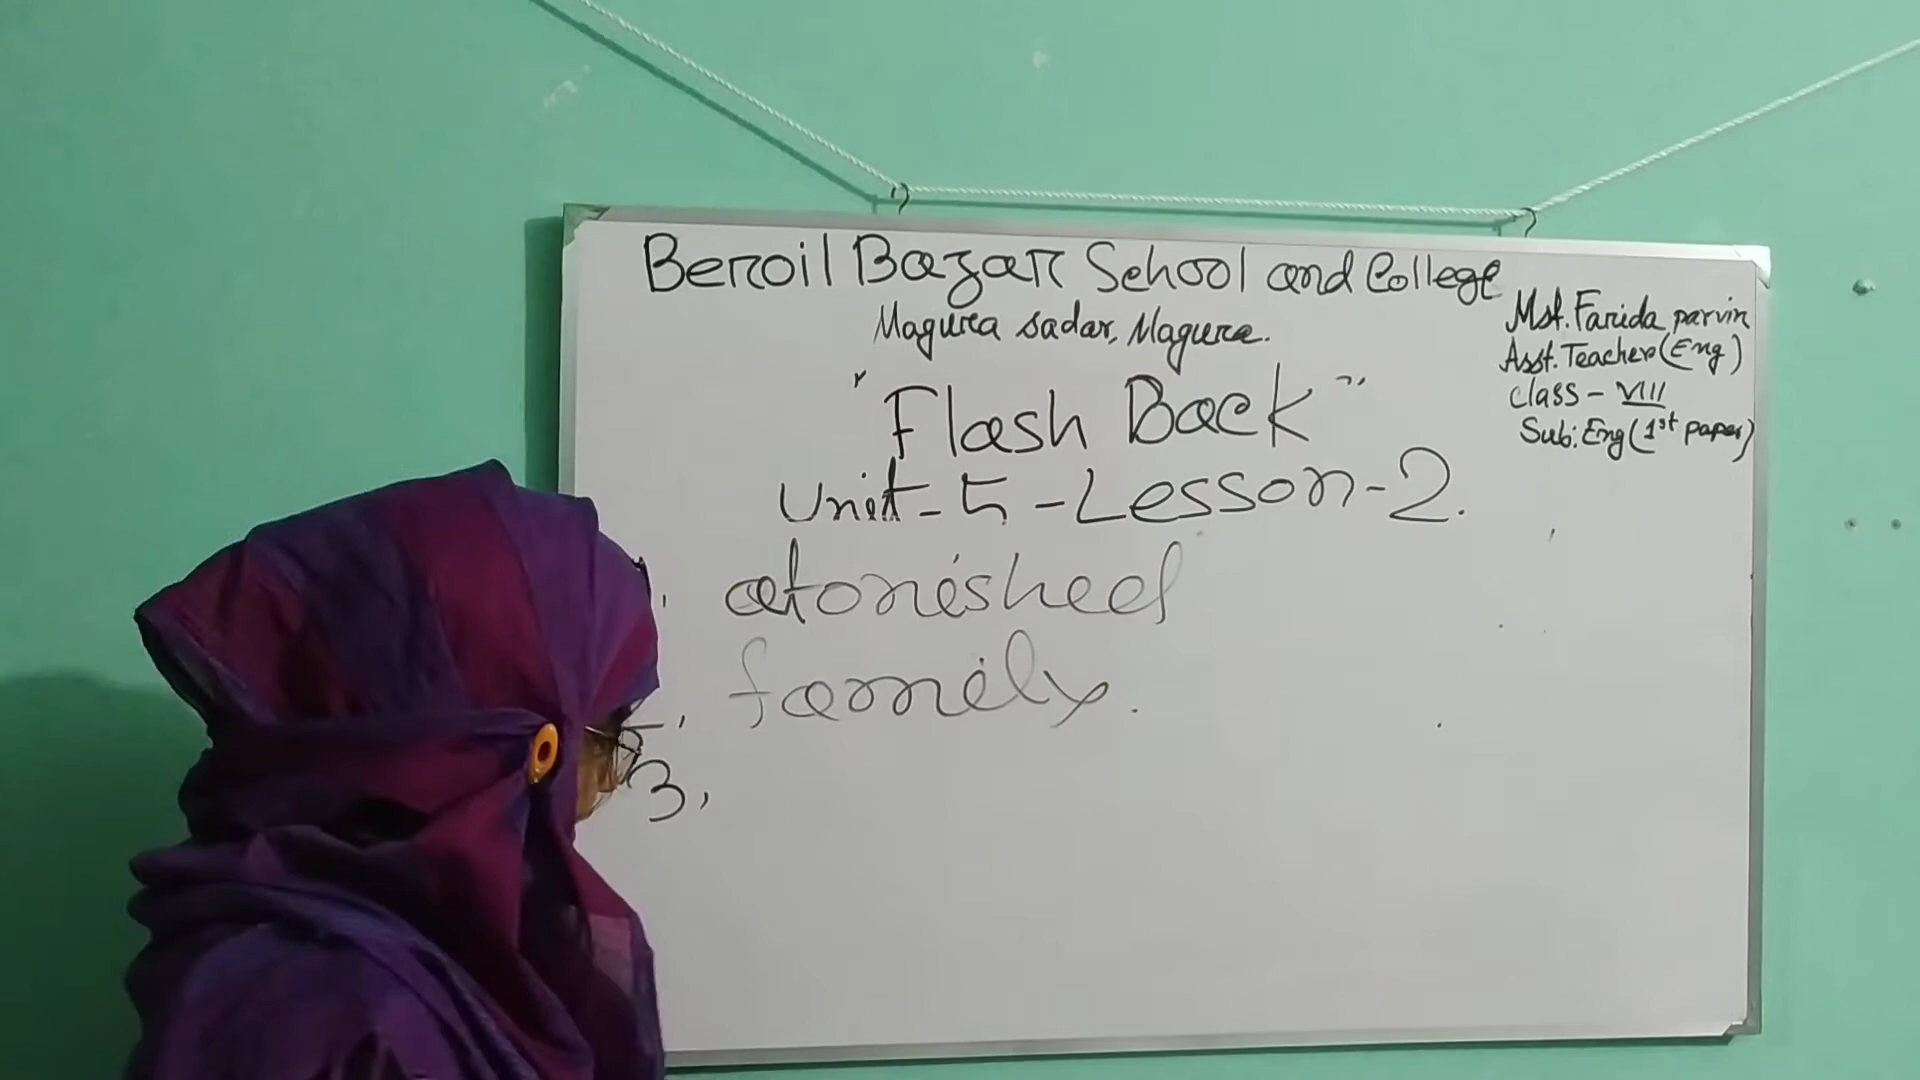 Beroil Bazar School and College
Magura sadar, Magura.
Mst. Farida parvin
Asst. Teacher (Eng)
Class - VIII
Sub: Eng (1st paper)
"Flash Back"
Unit - 5 - Lesson - 2.
atonished
family.
3,